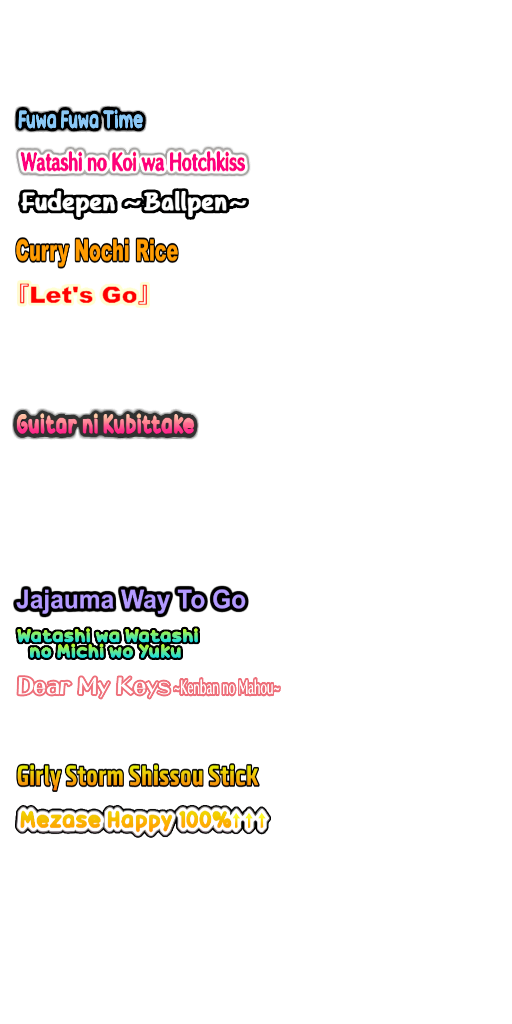 Fuwa Fuwa Time
Watashi no Koi wa Hotchkiss
Fudepen ~Ballpen~
Curry Nochi Rice
『Let's Go』
Guitar ni Kubittake
Jajauma Way To Go
Watashi wa Watashi
no Michi wo Yuku
Dear My Keys ~Kenban no Mahou~
Girly Storm Shissou Stick
Mezase Happy 100%↑↑↑